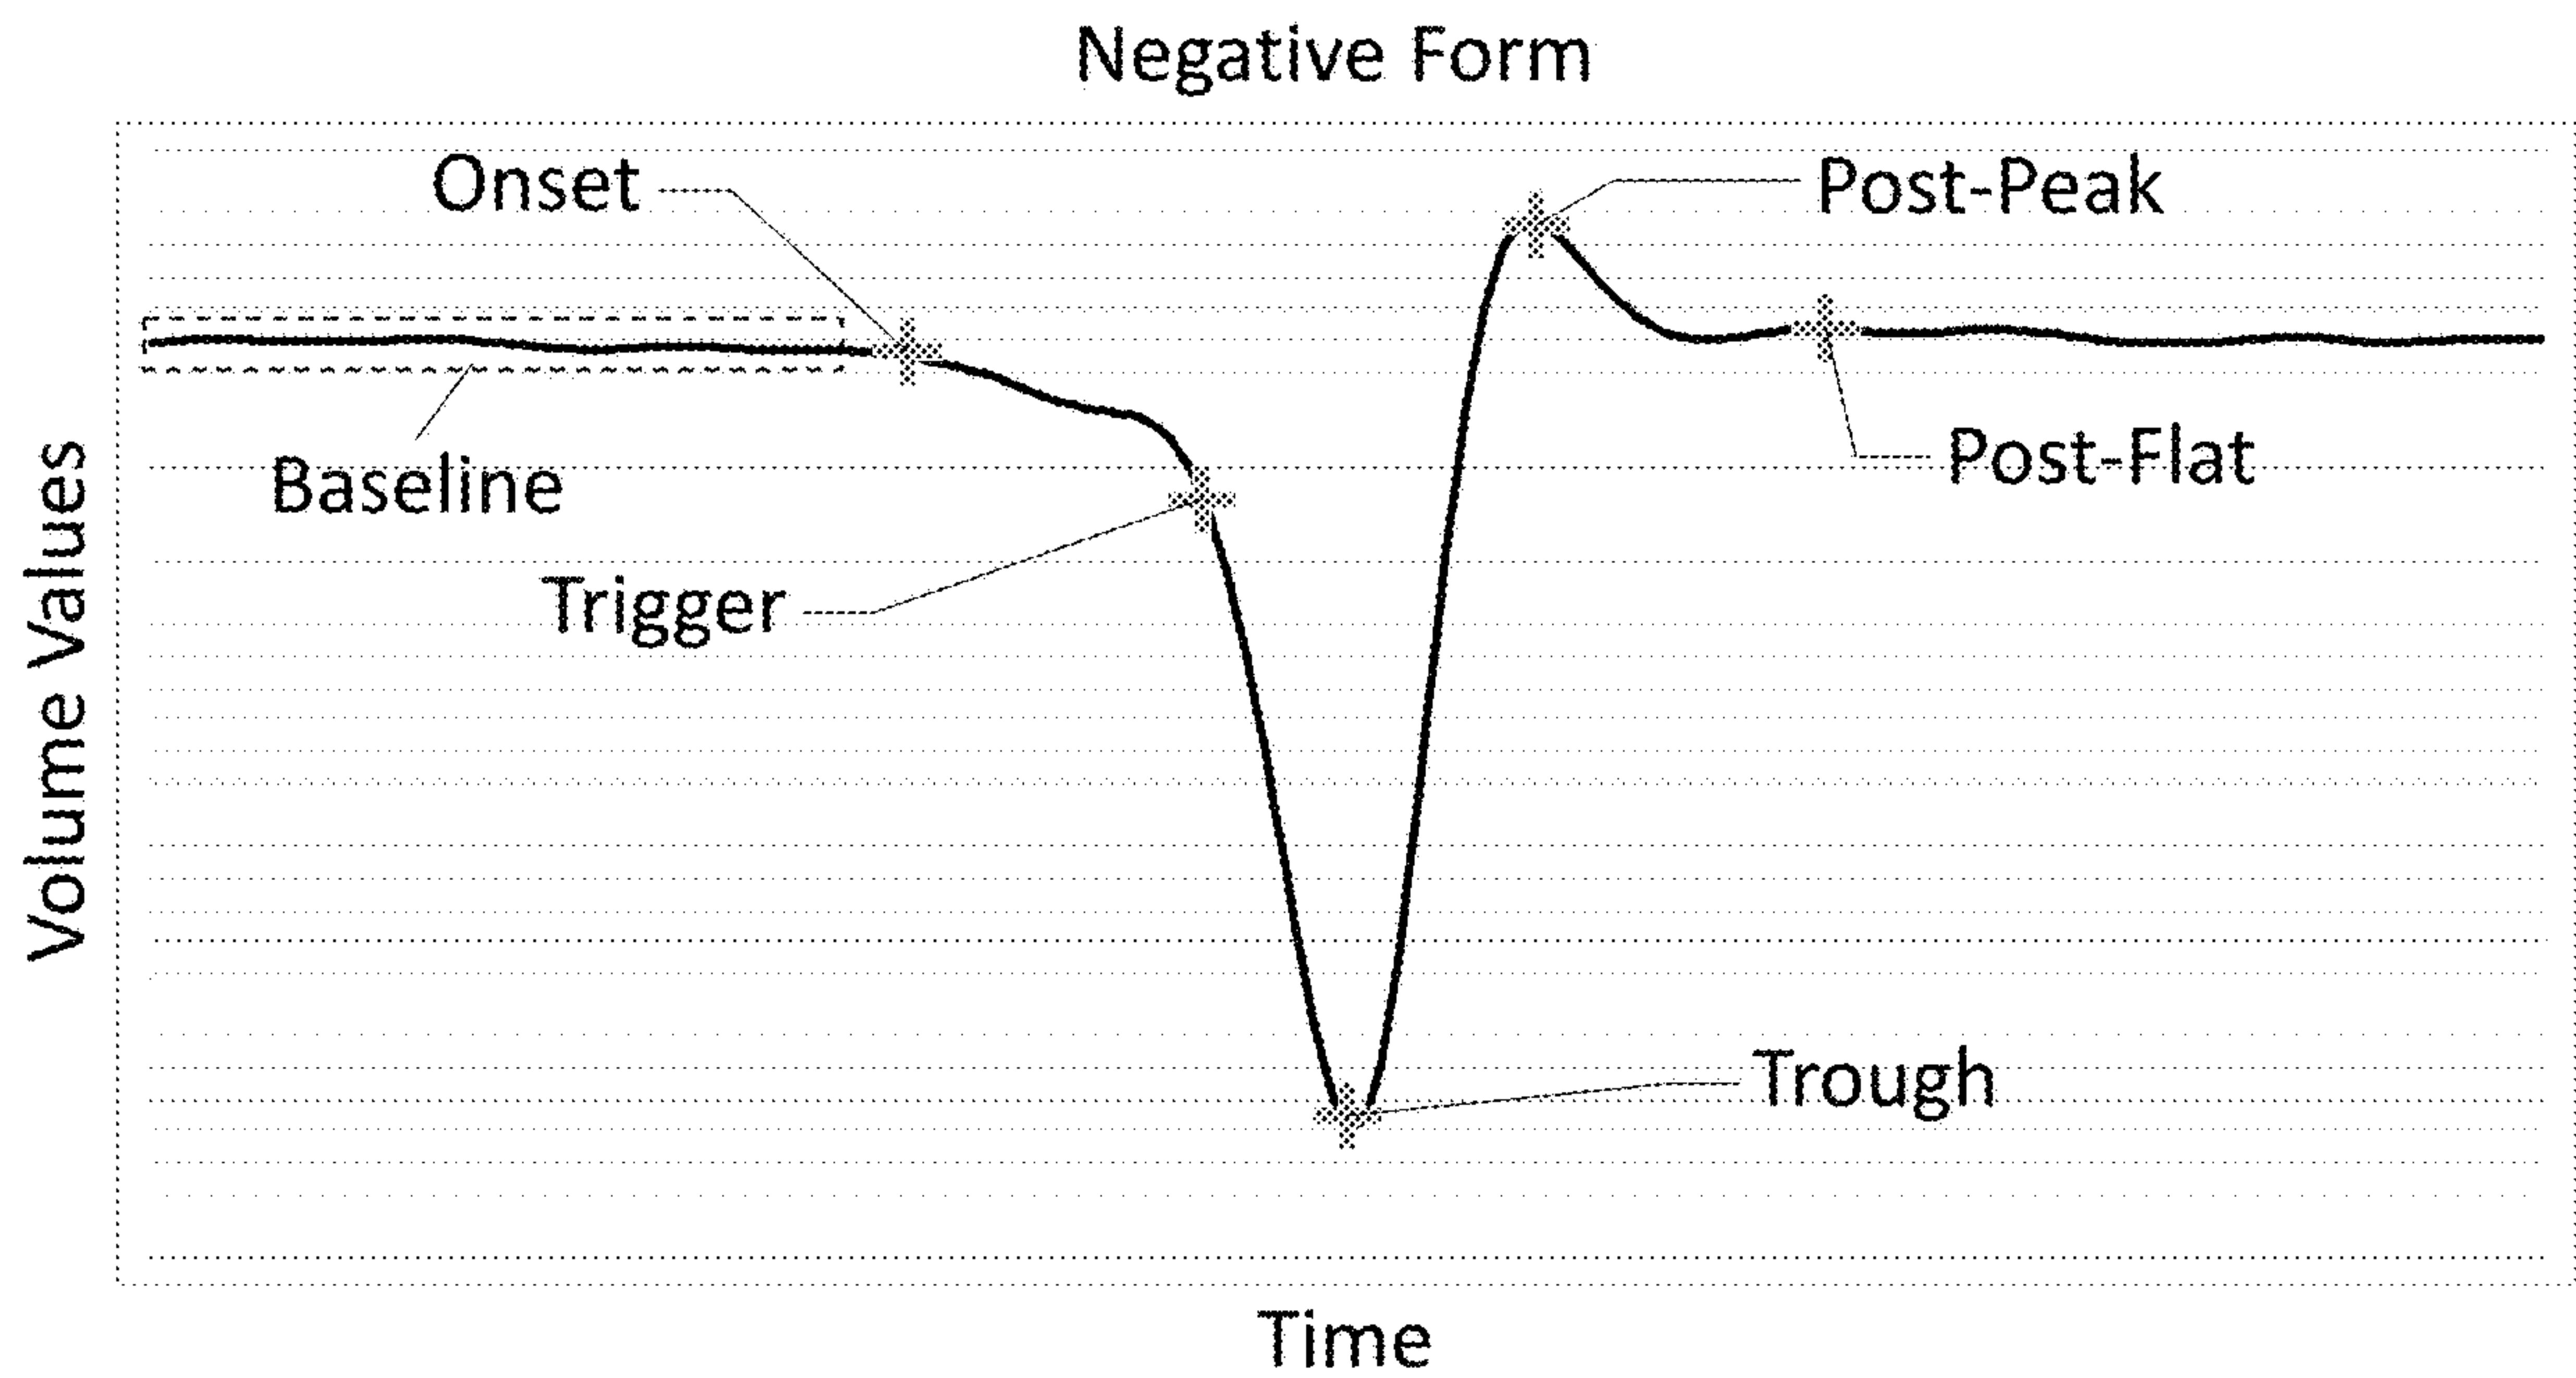 Negative Form
Onset
Post-Peak
Baseline
Post-Flat
Trigger
Trough
Volume Values
Time